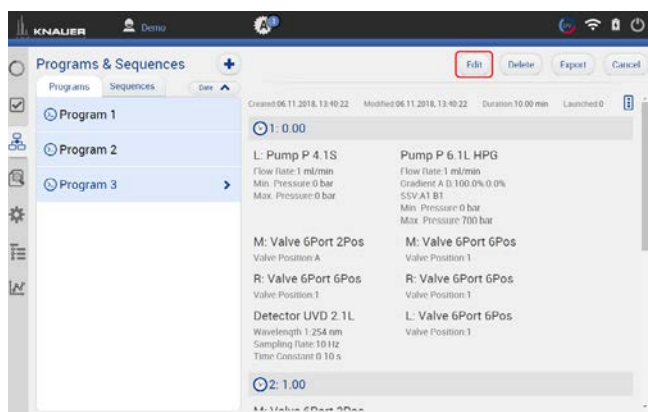 KNAUER
Demo
Programs & Sequences
Edit
Delete
Export
Cancel
Programs
Sequences
Date
Created:06.11.2018, 13:40:22 Modified:06.11.2018, 13:40:22 Duration:10.00 min Launched:0
Program 1
Program 2
Program 3
1: 0.00
L: Pump P 4.1S
Flow Rate:1 ml/min
Min. Pressure:0 bar
Max. Pressure:0 bar
Pump P 6.1L HPG
Flow Rate:1 ml/min
Gradient A B:100.0% 0.0%
SSV:A1 B1
Min. Pressure:0 bar
Max. Pressure:700 bar
M: Valve 6Port 2Pos
Valve Position:A
M: Valve 6Port 6Pos
Valve Position:1
R: Valve 6Port 6Pos
Valve Position:1
R: Valve 6Port 6Pos
Valve Position:1
Detector UVD 2.1L
Wavelength 1:254 nm
Sampling Rate:10 Hz
Time Constant:0.10 s
L: Valve 6Port 6Pos
Valve Position:1
2: 1.00
M: Valve 6Port 2Pos